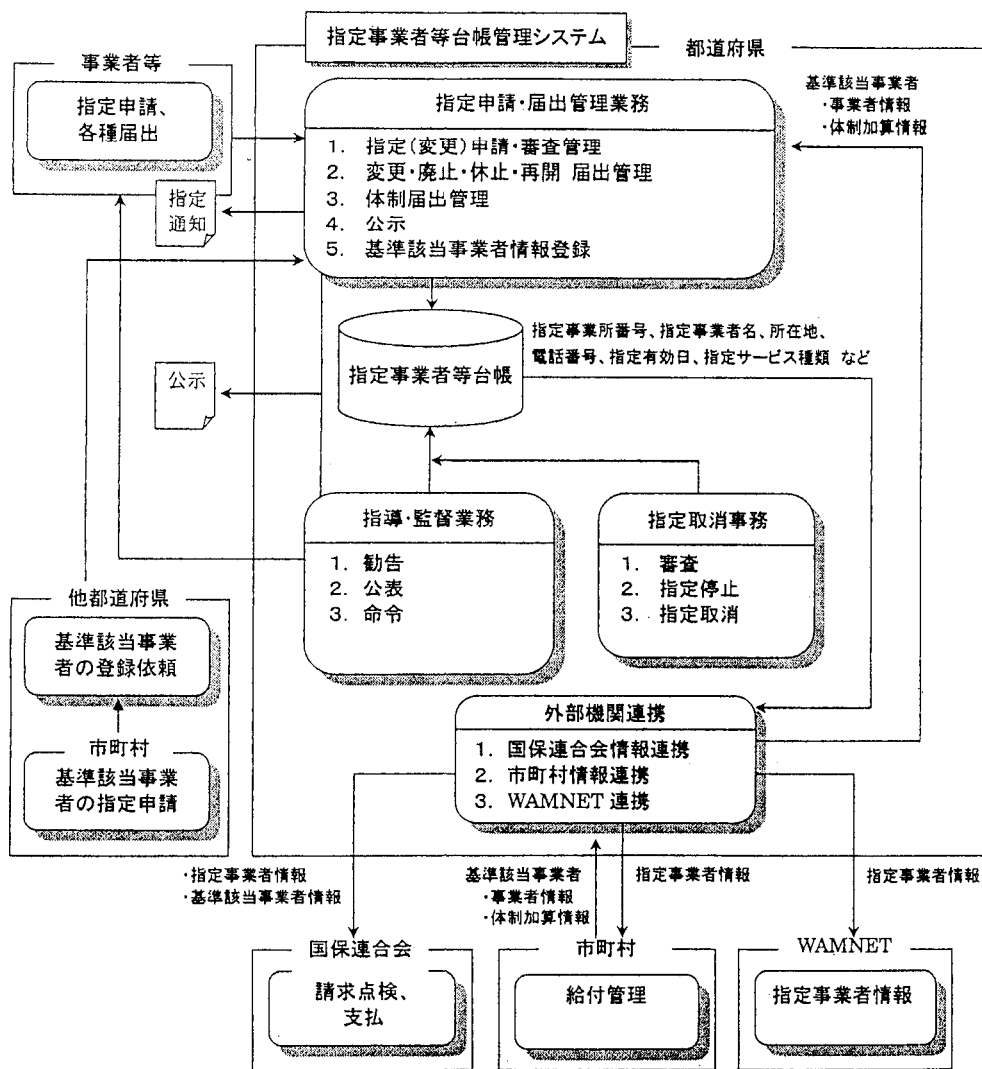 指定事業者等台帳管理システム
都道府県
事業者等
指定申請、
各種届出
指定申請・届出管理業務
1. 指定(変更)申請・審査管理
2. 変更・廃止・休止・再開 届出管理
3. 体制届出管理
4. 公示
5. 基準該当事業者情報登録
基準該当事業者
・事業者情報
・体制加算情報
指定
通知
指定事業者等台帳
指定事業所番号、指定事業者名、所在地、
電話番号、指定有効日、指定サービス種類 など
公示
指導・監督業務
1. 勧告
2. 公表
3. 命令
指定取消事務
1. 審査
2. 指定停止
3. 指定取消
他都道府県
基準該当事業
者の登録依頼
市町村
基準該当事業
者の指定申請
外部機関連携
1. 国保連合会情報連携
2. 市町村情報連携
3. WAMNET 連携
・指定事業者情報
・基準該当事業者情報
基準該当事業者
・事業者情報
・体制加算情報
指定事業者情報
指定事業者情報
国保連合会
請求点検、
支払
市町村
給付管理
WAMNET
指定事業者情報